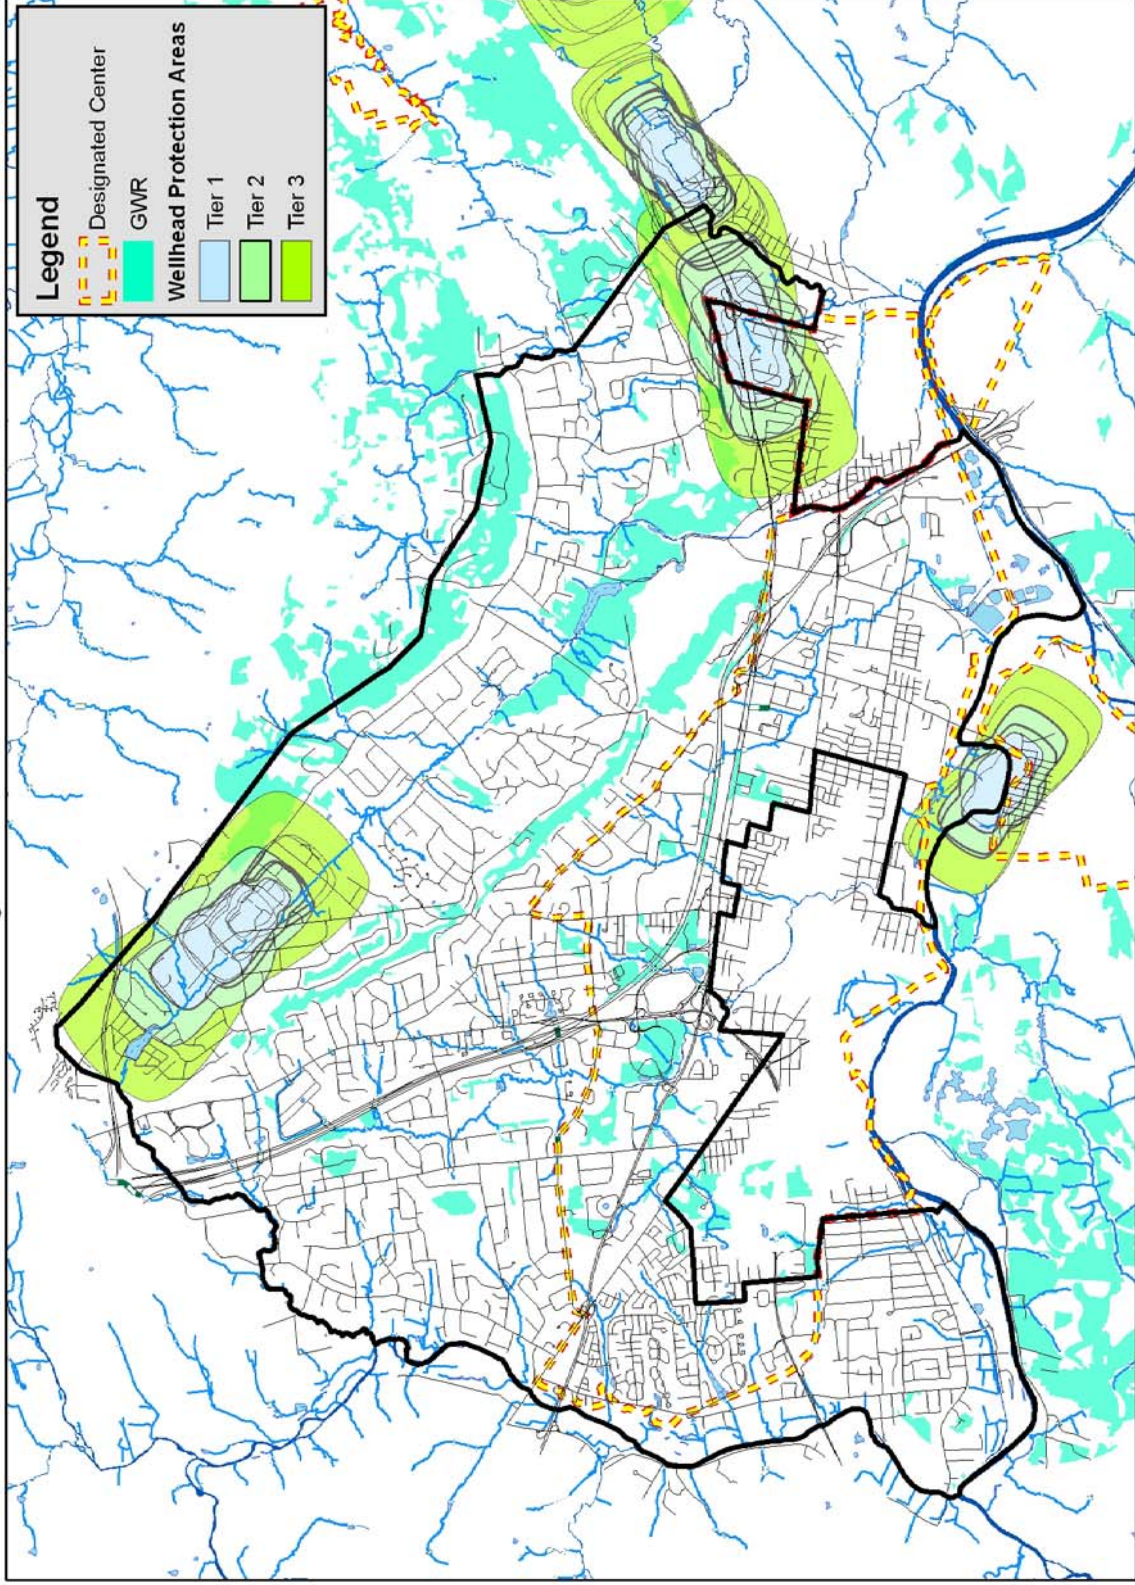 Legend
Designated Center
GWR
Wellhead Protection Areas
Tier 1
Tier 2
Tier 3